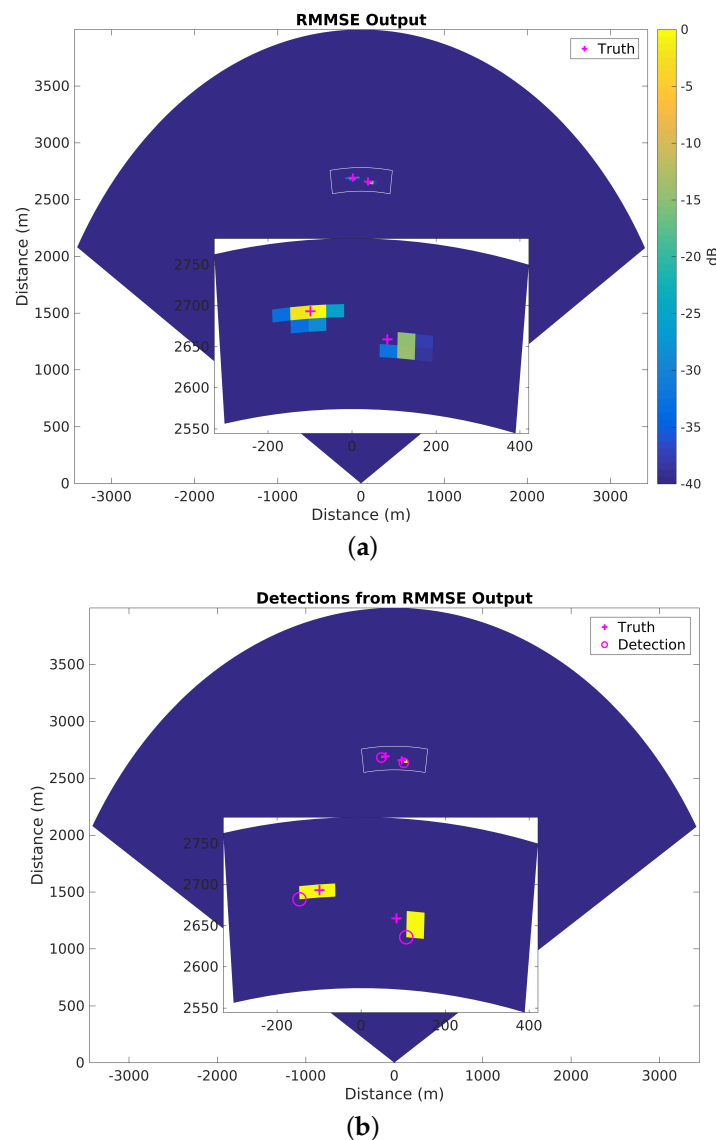 RMMSE Output
Truth
0
-5
-10
-15
-20
-25
-30
-35
-40
dB
3500
3000
2500
2000
1500
1000
500
0
Distance (m)
2750
2700
2650
2600
2550
-200 0 200 400
-3000 -2000 -1000 0 1000 2000 3000
Distance (m)
(a)
Detections from RMMSE Output
Truth
Detection
3500
3000
2500
2000
1500
1000
500
0
Distance (m)
2750
2700
2650
2600
2550
-200 0 200 400
-3000 -2000 -1000 0 1000 2000 3000
Distance (m)
(b)